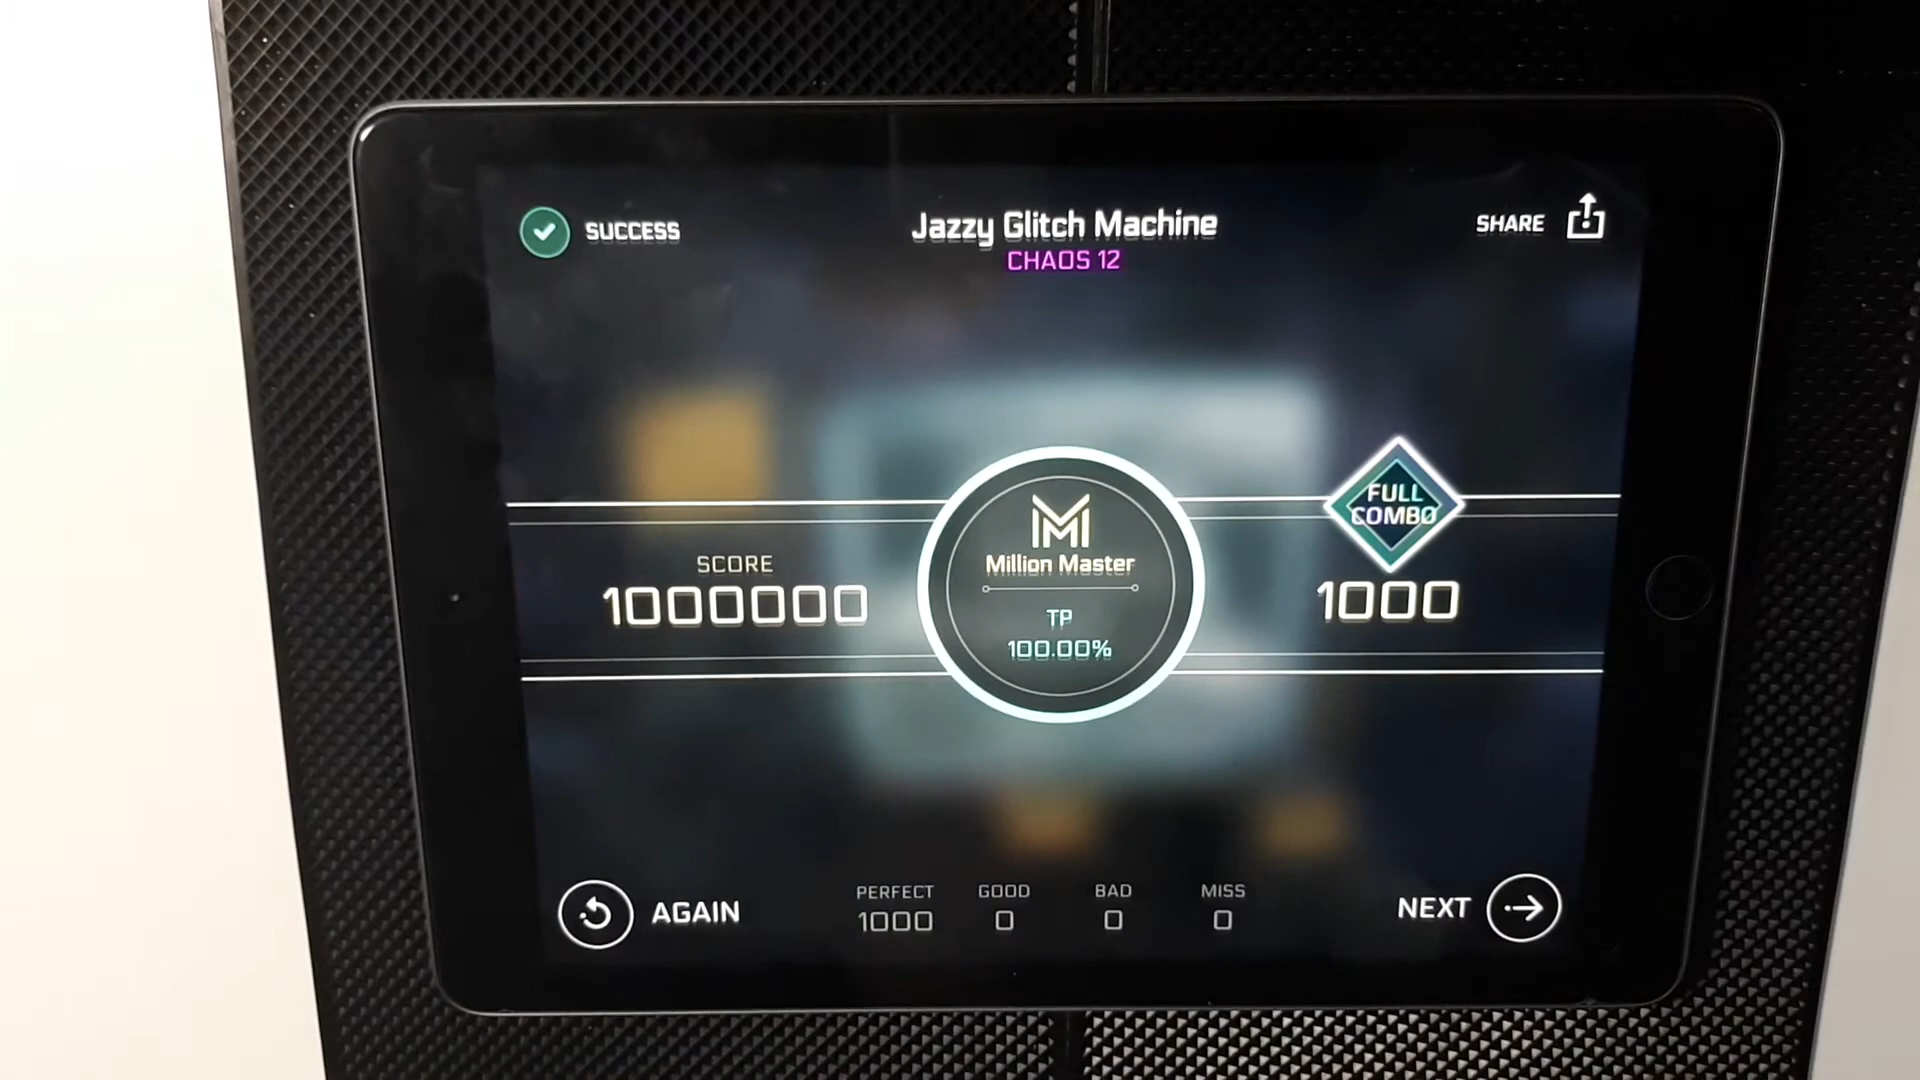 SUCCESS
Jazzy Glitch Machine
CHAOS 12
SHARE
FULL
COMBO
SCORE
1000000
Million Master
TP
100.00%
1000
AGAIN
PERFECT GOOD BAD MISS
1000 0 0 0
NEXT